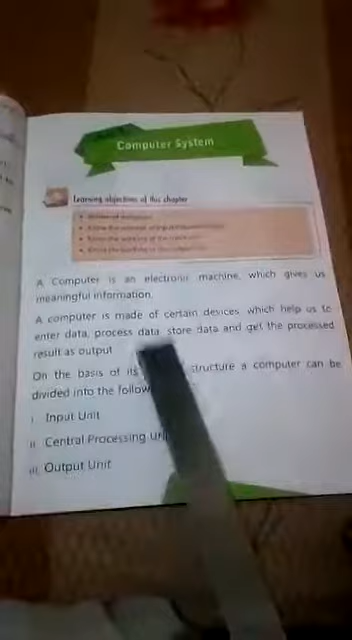 Computer System
Learning objectives of this chapter
A Computer is an electronic machine, which gives us
meaningful information.
A computer is made of certain devices which help us to
enter data, process data, store data and get the processed
result as output
On the basis of its structure a computer can be
divided into the
i. Input Unit
ii. Central Processing
iii. Output Unit